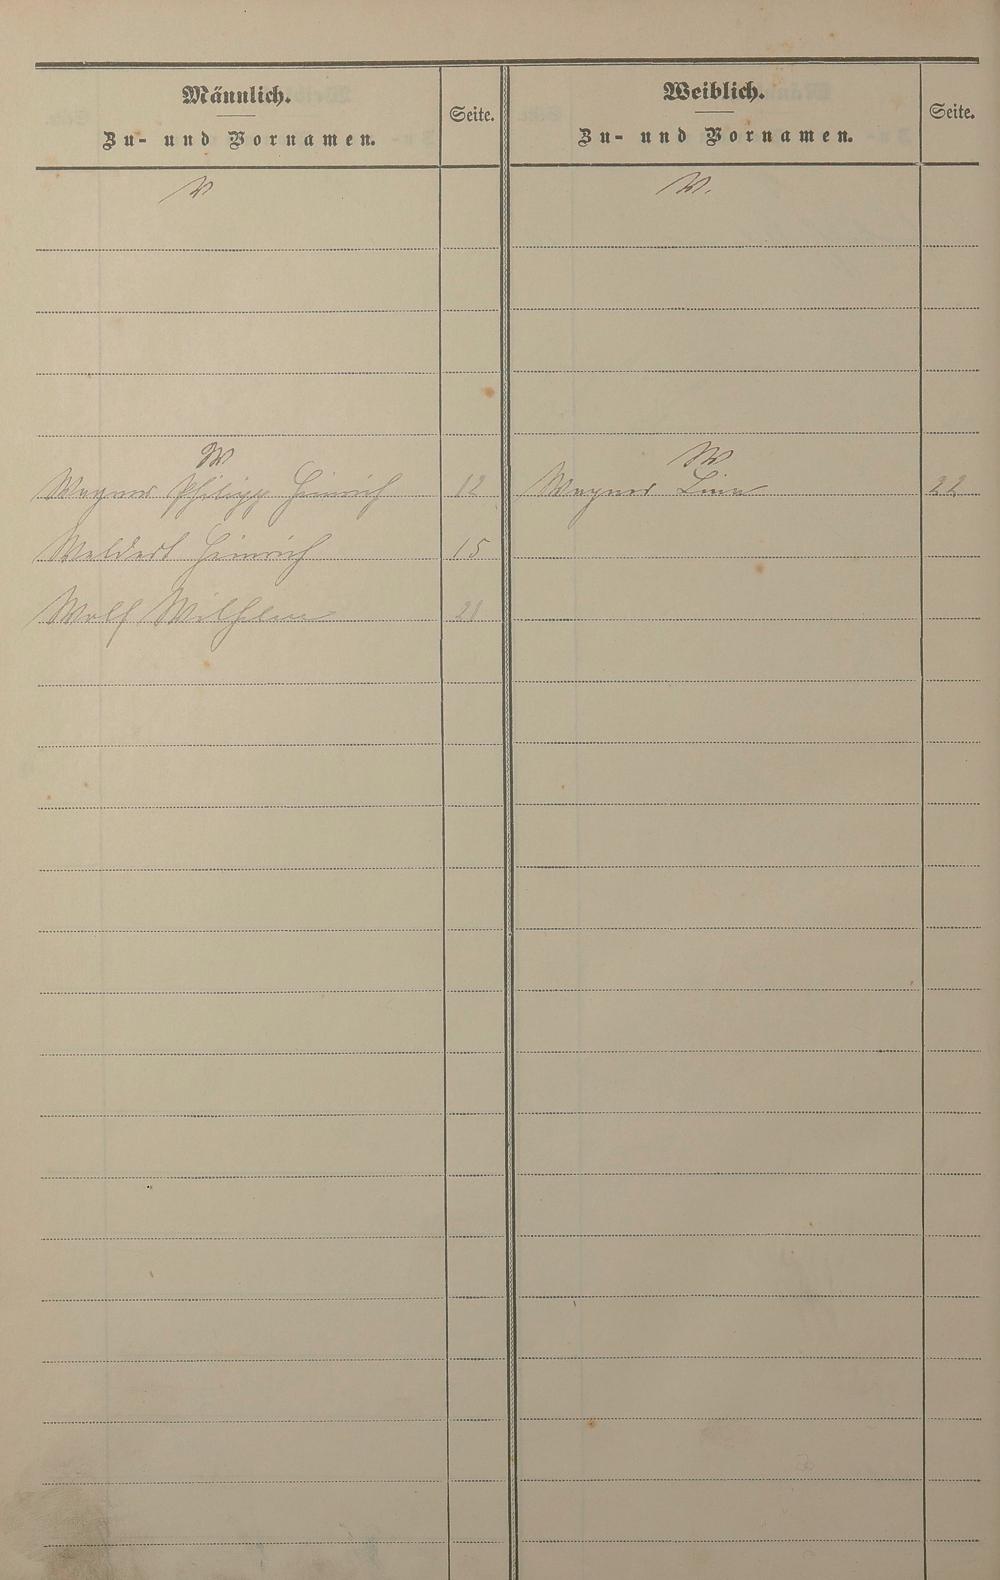 Männlich.
Zu- und Vornamen.
Seite.
Weiblich.
Zu- und Vornamen.
Seite.
V
V.
W
W
Wagner Philipp Heinrich 12
Wagner Lina 22
Weldert Heinrich 15
Wolf Wilhelm 21